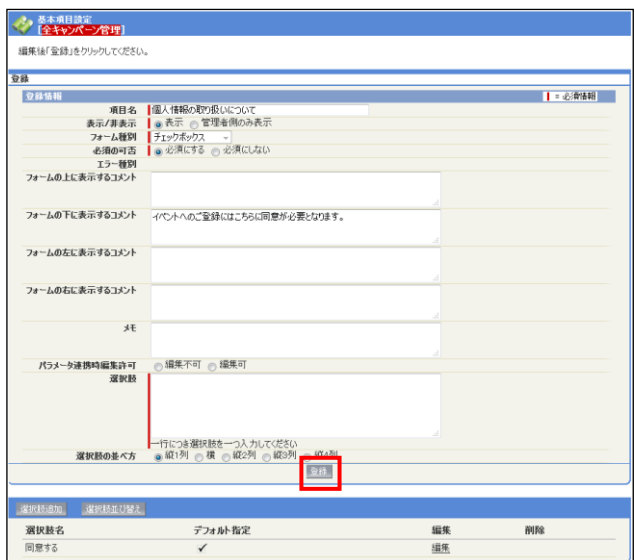 基本項目設定
【全キャンペーン管理】
編集後「登録」をクリックしてください。
登録
登録情報 = 必須情報
項目名 個人情報の取り扱いについて
表示/非表示 表示 管理者側のみ表示
フォーム種別 チェックボックス
必須の可否 必須にする 必須にしない
エラー種別
フォームの上に表示するコメント
フォームの下に表示するコメント イベントへのご登録にはこちらに同意が必要となります。
フォームの左に表示するコメント
フォームの右に表示するコメント
メモ
パラメータ連携時編集許可 編集不可 編集可
選択肢
一行につき選択肢を一つ入力してください
選択肢の並べ方 縦1列 横 縦2列 縦3列 縦4列
登録
選択肢追加 選択肢並び替え
選択肢名 デフォルト指定 編集 削除
同意する ✓ 編集